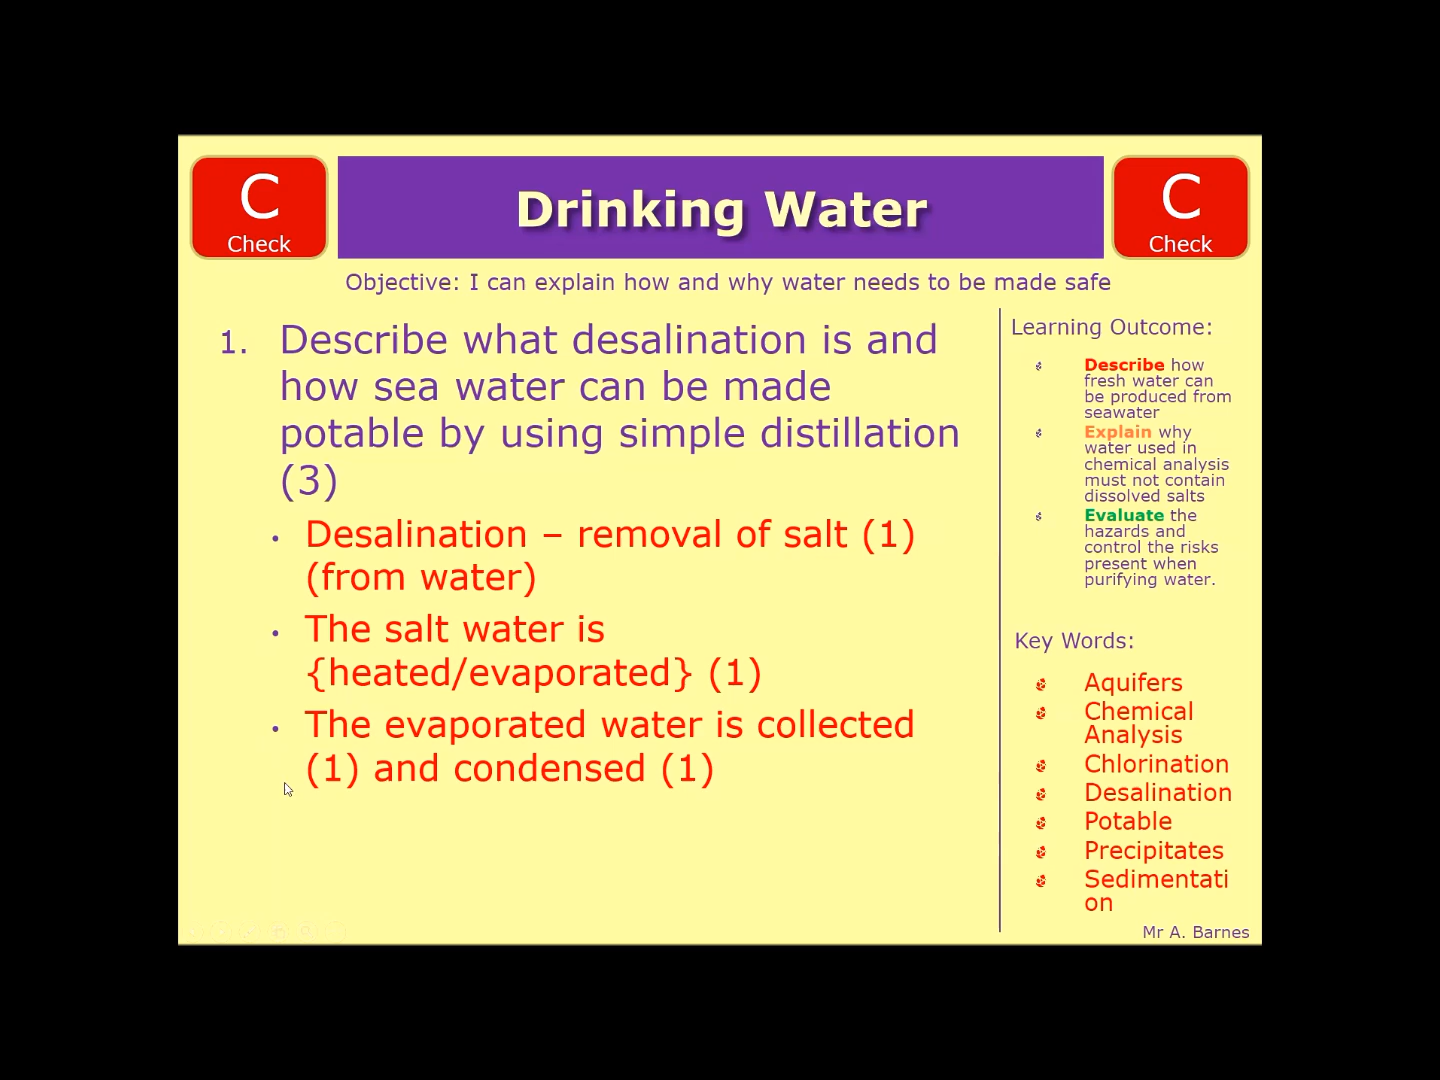 C
Check
Drinking Water
C
Check
Objective: I can explain how and why water needs to be made safe
1. Describe what desalination is and
how sea water can be made
potable by using simple distillation
(3)
• Desalination – removal of salt (1)
(from water)
• The salt water is
{heated/evaporated} (1)
• The evaporated water is collected
(1) and condensed (1)
Learning Outcome:
Describe how
fresh water can
be produced from
seawater
Explain why
water used in
chemical analysis
must not contain
dissolved salts
Evaluate the
hazards and
control the risks
present when
purifying water.
Key Words:
Aquifers
Chemical
Analysis
Chlorination
Desalination
Potable
Precipitates
Sedimentati
on
Mr A. Barnes